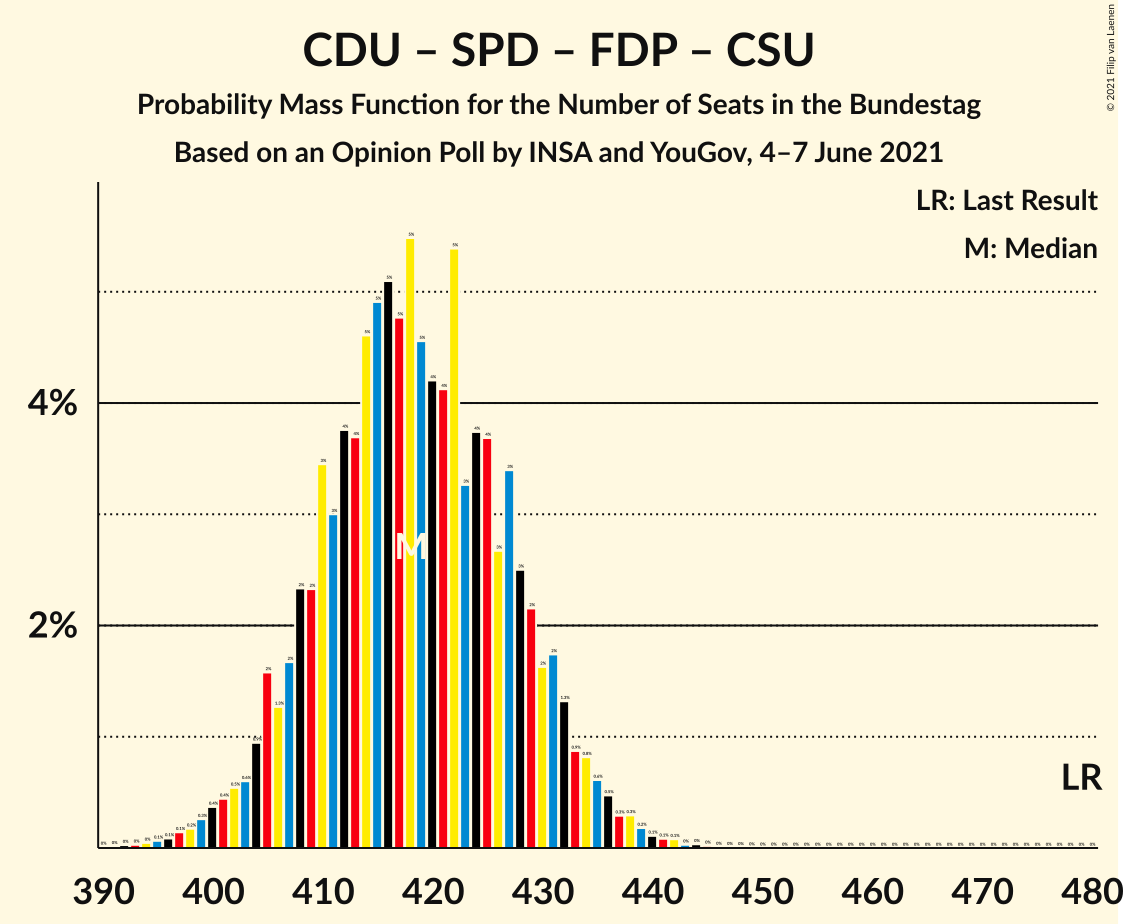 CDU – SPD – FDP – CSU
Probability Mass Function for the Number of Seats in the Bundestag
Based on an Opinion Poll by INSA and YouGov, 4–7 June 2021
© 2021 Filip van Laenen
LR: Last Result
M: Median
4%
2%
M
LR
390 400 410 420 430 440 450 460 470 480